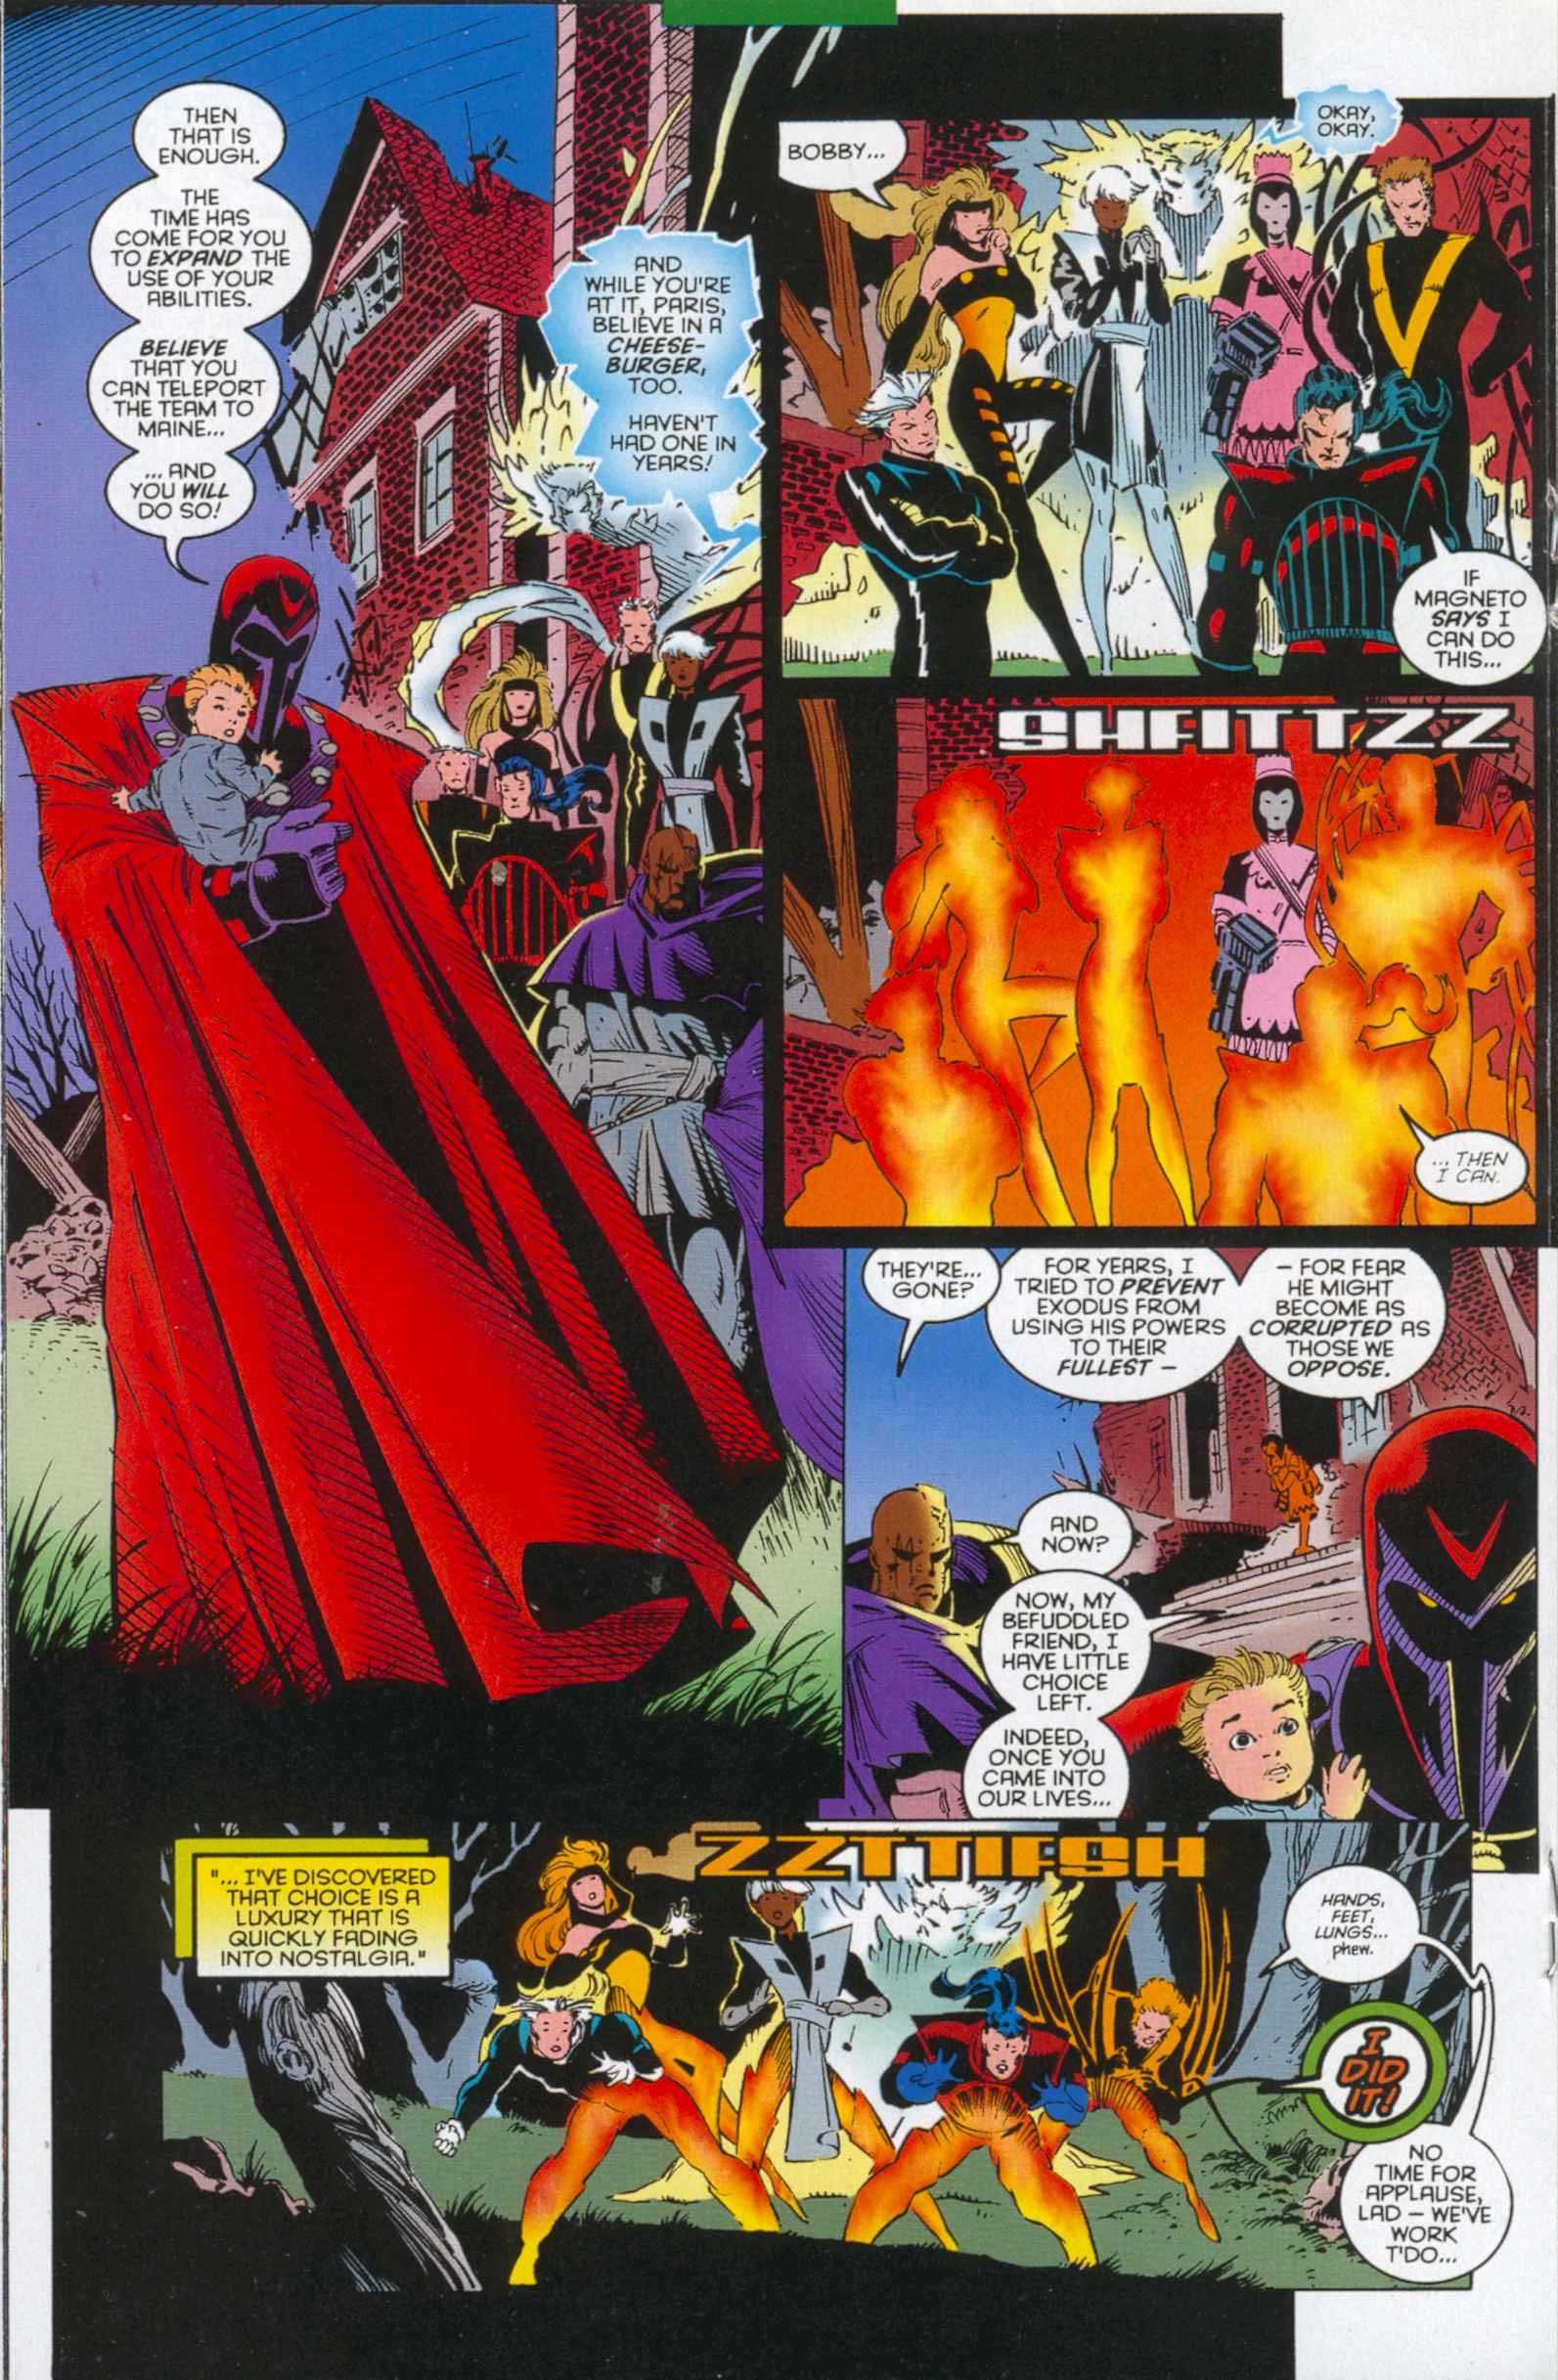 THEN
THAT IS
ENOUGH.
THE
TIME HAS
COME FOR YOU
TO EXPAND THE
USE OF YOUR
ABILITIES.
BELIEVE
THAT YOU
CAN TELEPORT
THE TEAM TO
MAINE...
... AND
YOU WILL
DO SO!
AND
WHILE YOU'RE
AT IT, PARIS,
BELIEVE IN A
CHEESE-
BURGER,
TOO.
HAVEN'T
HAD ONE IN
YEARS!
BOBBY...
OKAY,
OKAY.
IF
MAGNETO
SAYS I
CAN DO
THIS...
SHFITTZZ
... THEN
I CAN.
THEY'RE...
GONE?
FOR YEARS, I
TRIED TO PREVENT
EXODUS FROM
USING HIS POWERS
TO THEIR
FULLEST –
– FOR FEAR
HE MIGHT
BECOME AS
CORRUPTED AS
THOSE WE
OPPOSE.
AND
NOW?
NOW, MY
BEFUDDLED
FRIEND, I
HAVE LITTLE
CHOICE
LEFT.
INDEED,
ONCE YOU
CAME INTO
OUR LIVES...
"... I'VE DISCOVERED
THAT CHOICE IS A
LUXURY THAT IS
QUICKLY FADING
INTO NOSTALGIA."
ZZTTIFSH
HANDS,
FEET,
LUNGS...
phew.
I
DID
IT!
NO
TIME FOR
APPLAUSE,
LAD – WE'VE
WORK
T'DO...